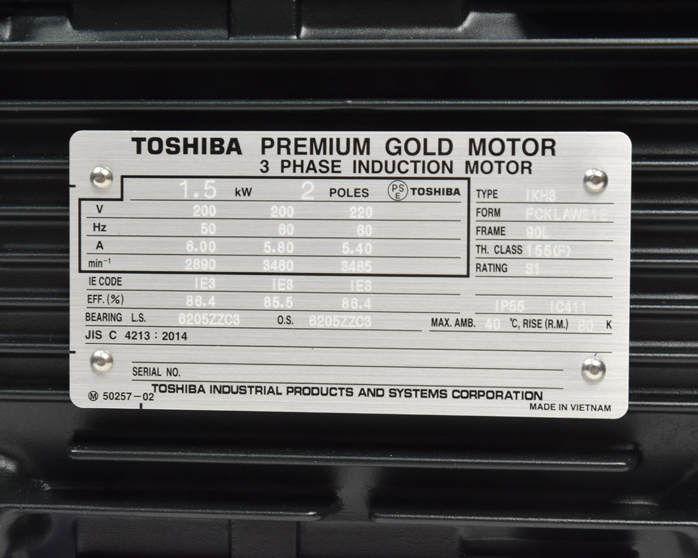 TOSHIBA PREMIUM GOLD MOTOR
3 PHASE INDUCTION MOTOR
1.5 kW 2 POLES PS E TOSHIBA TYPE IKH3
V 200 200 220 FORM FCKLAW21E
Hz 50 60 60 FRAME 90L
A 6.00 5.80 5.40 TH. CLASS 155(F)
min⁻¹ 2890 3460 3485 RATING S1
IE CODE IE3 IE3 IE3
EFF. (%) 86.4 85.5 86.4 IP55 IC411
BEARING L.S. 6205ZZC3 O.S. 6205ZZC3 MAX. AMB. 40 °C, RISE (R.M.) 80 K
JIS C 4213 : 2014
SERIAL NO.
TOSHIBA INDUSTRIAL PRODUCTS AND SYSTEMS CORPORATION
Ⓜ 50257-02 MADE IN VIETNAM